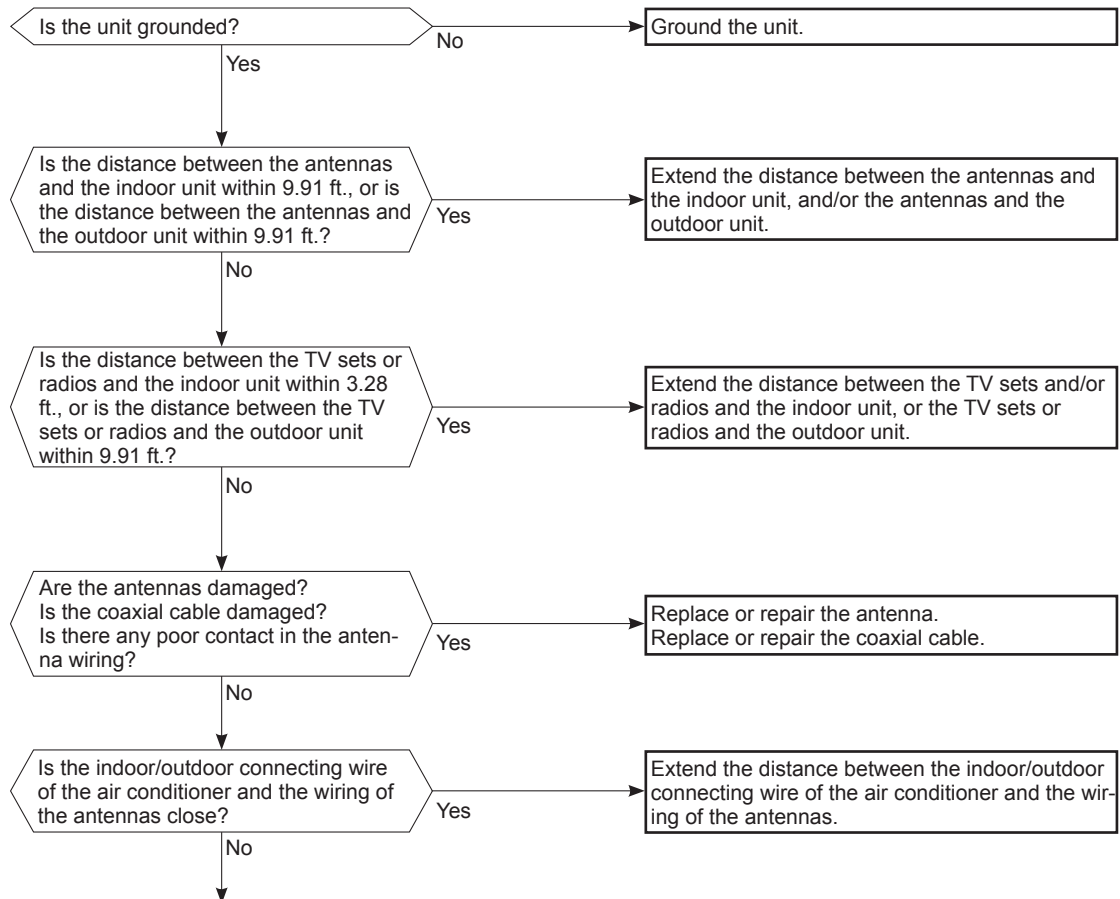 Is the unit grounded?
No
Ground the unit.
Yes
Is the distance between the antennas
and the indoor unit within 9.91 ft., or is
the distance between the antennas and
the outdoor unit within 9.91 ft.?
Yes
Extend the distance between the antennas and
the indoor unit, and/or the antennas and the
outdoor unit.
No
Is the distance between the TV sets or
radios and the indoor unit within 3.28
ft., or is the distance between the TV
sets or radios and the outdoor unit
within 9.91 ft.?
Yes
Extend the distance between the TV sets and/or
radios and the indoor unit, or the TV sets or
radios and the outdoor unit.
No
Are the antennas damaged?
Is the coaxial cable damaged?
Is there any poor contact in the anten-
na wiring?
Yes
Replace or repair the antenna.
Replace or repair the coaxial cable.
No
Is the indoor/outdoor connecting wire
of the air conditioner and the wiring of
the antennas close?
Yes
Extend the distance between the indoor/outdoor
connecting wire of the air conditioner and the wir-
ing of the antennas.
No